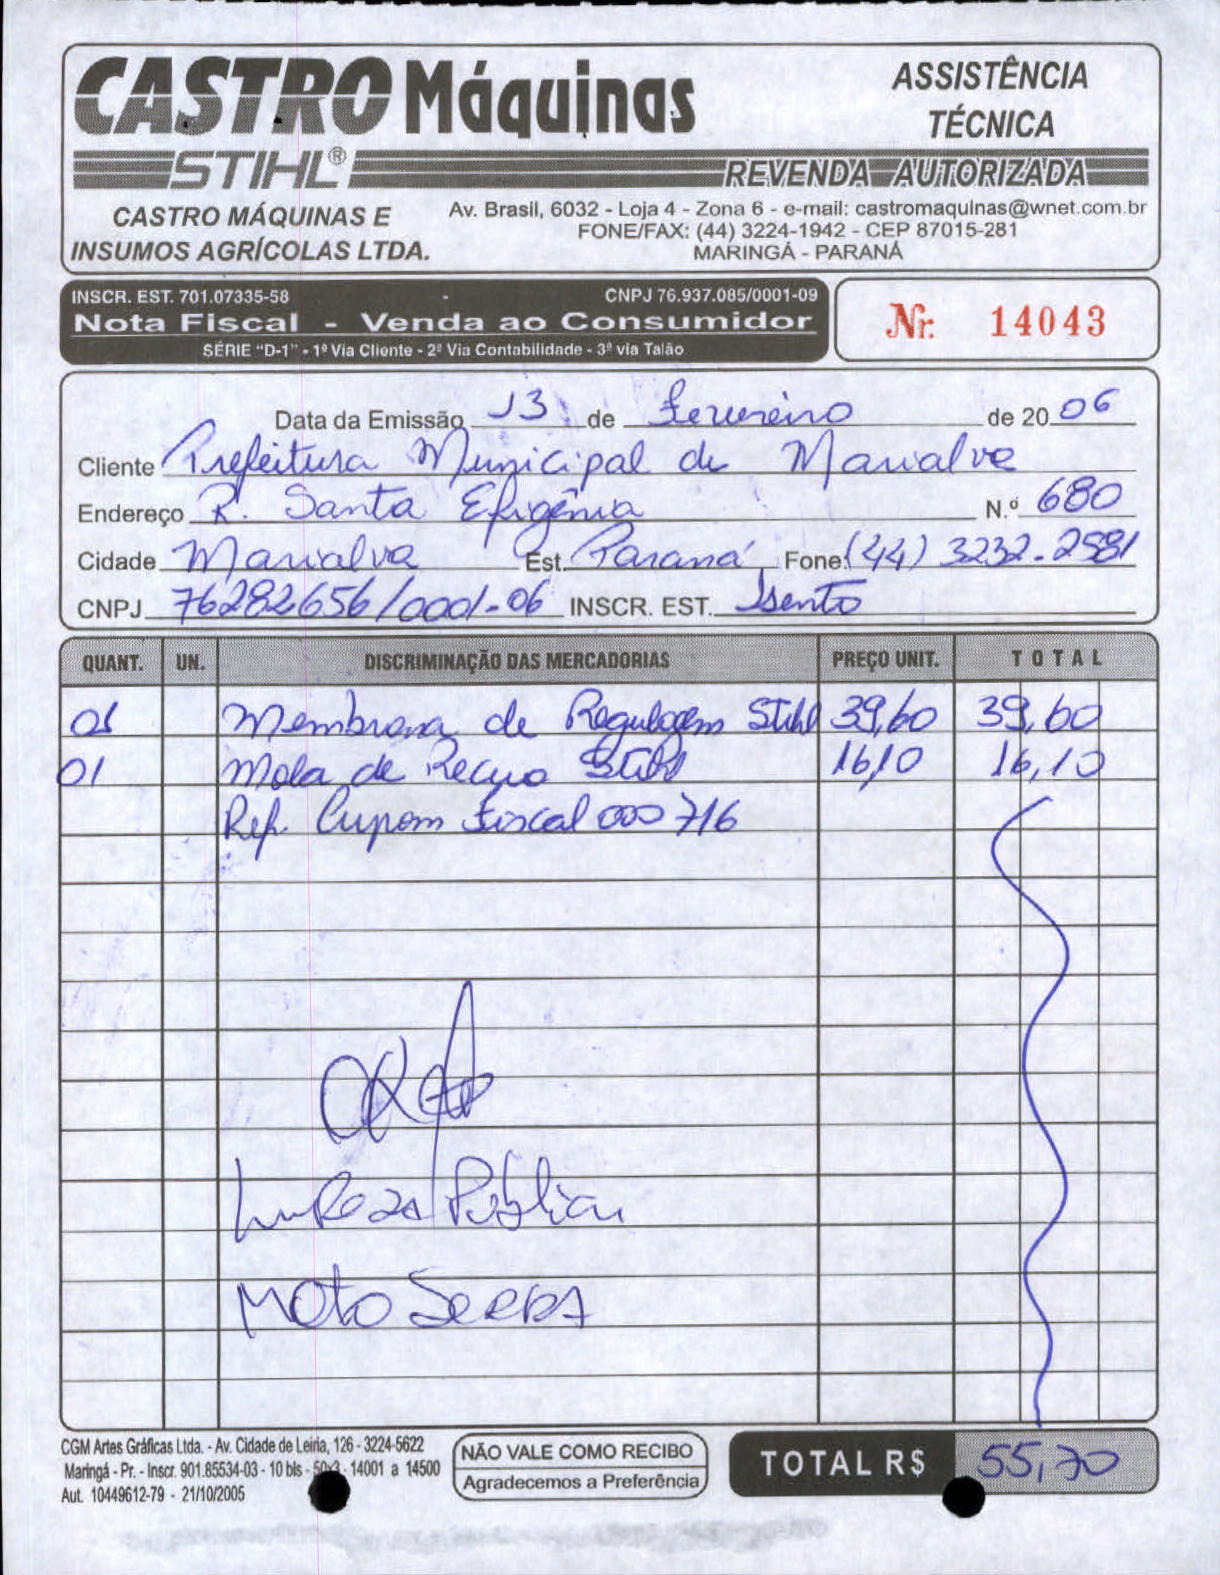 CASTRO Máquinas
ASSISTÊNCIA
TÉCNICA
STIHL®
REVENDA AUTORIZADA
CASTRO MÁQUINAS E
INSUMOS AGRÍCOLAS LTDA.
Av. Brasil, 6032 - Loja 4 - Zona 6 - e-mail: castromaquinas@wnet.com.br
FONE/FAX: (44) 3224-1942 - CEP 87015-281
MARINGÁ - PARANÁ
INSCR. EST. 701.07335-58 CNPJ 76.937.085/0001-09
Nota Fiscal - Venda ao Consumidor
SÉRIE "D-1" - 1ª Via Cliente - 2ª Via Contabilidade - 3ª via Talão
Nr. 14043
Data da Emissão 13 de Fevereiro de 2006
Cliente Prefeitura Municipal de Marialva
Endereço R. Santa Efigênia N.º 680
Cidade Marialva Est. Paraná Fone (44) 3232-2581
CNPJ 76282656/0001-06 INSCR. EST. Isento
QUANT. UN. DISCRIMINAÇÃO DAS MERCADORIAS PREÇO UNIT. TOTAL
01 Membrana de Regulagem Stihl 39,60 39,60
01 Mola de Recuo Stihl 16,10 16,10
Ref. Cupom Fiscal 000716
Limpeza Pública
Moto Serra
CGM Artes Gráficas Ltda. - Av. Cidade de Leiria, 126 - 3224-5622
Maringá - Pr. - Inscr. 901.85534-03 - 10 bls - 50x3 - 14001 a 14500
Aut. 10449612-79 - 21/10/2005
NÃO VALE COMO RECIBO
Agradecemos a Preferência
TOTAL R$ 55,70